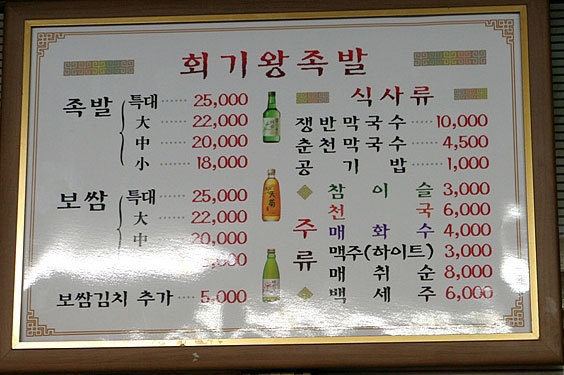 회기왕족발
족발
특대 ····· 25,000
大 ······ 22,000
中 ······ 20,000
小 ······ 18,000
보쌈
특대 ····· 25,000
大 ······ 22,000
中 20,000
,000
보쌈김치 추가 ···· 5,000
식사류
쟁반막국수 ···· 10,000
춘천막국수 ···· 4,500
공기밥 ···· 1,000
주류
참이슬 3,000
천국 6,000
매화수 4,000
맥주(하이트) 3,000
매취순 8,000
백세주 6,000